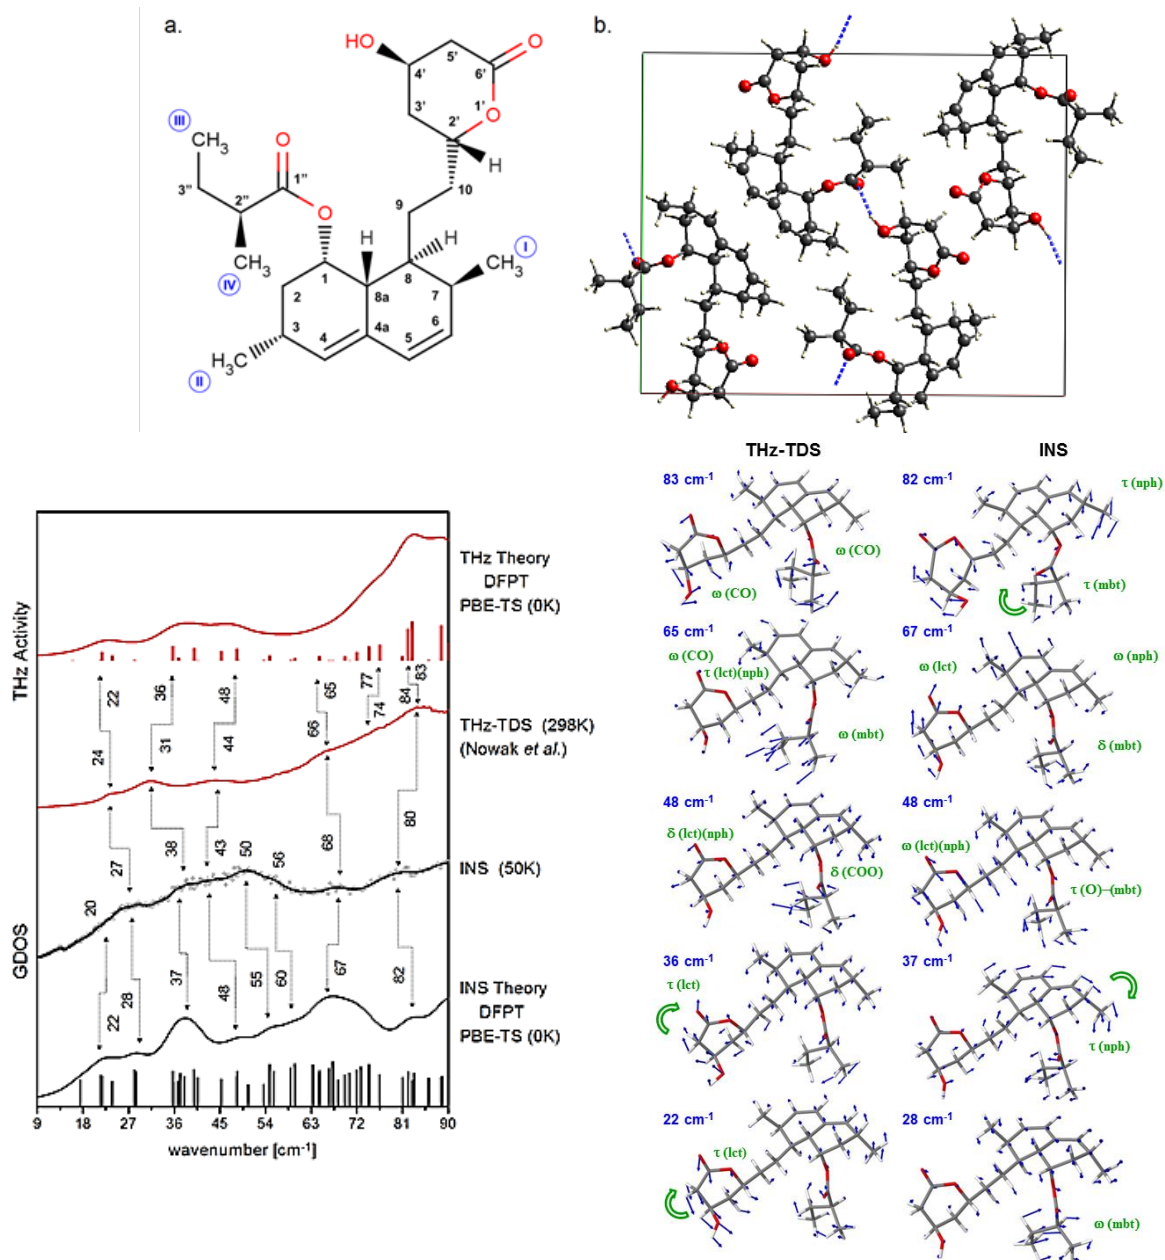 a.
HO
5'
O
4'
6'
3'
1'
O
2'
III
CH3
O
H
1''
10
3''
2''
O
9
H
H
I
CH3
CH3
IV
1
8
8a
7
2
3
4a
6
4
5
H3C
II
b.
THz Activity
THz Theory
DFPT
PBE-TS (0K)
22
36
48
65
77
84
83
THz-TDS (298K)
(Nowak et al.)
24
31
44
66
74
27
38
43
50
56
68
80
INS (50K)
GDOS
20
22
28
37
48
55
60
67
82
INS Theory
DFPT
PBE-TS (0K)
9 18 27 36 45 54 63 72 81 90
wavenumber [cm-1]
THz-TDS
INS
83 cm-1
ω (CO)
ω (CO)
82 cm-1
τ (nph)
τ (mbt)
65 cm-1
ω (CO)
τ (lct)(nph)
ω (mbt)
67 cm-1
ω (lct)
ω (nph)
δ (mbt)
48 cm-1
δ (lct)(nph)
δ (COO)
48 cm-1
ω (lct)(nph)
τ (O)–(mbt)
36 cm-1
τ (lct)
37 cm-1
τ (nph)
22 cm-1
τ (lct)
28 cm-1
ω (mbt)